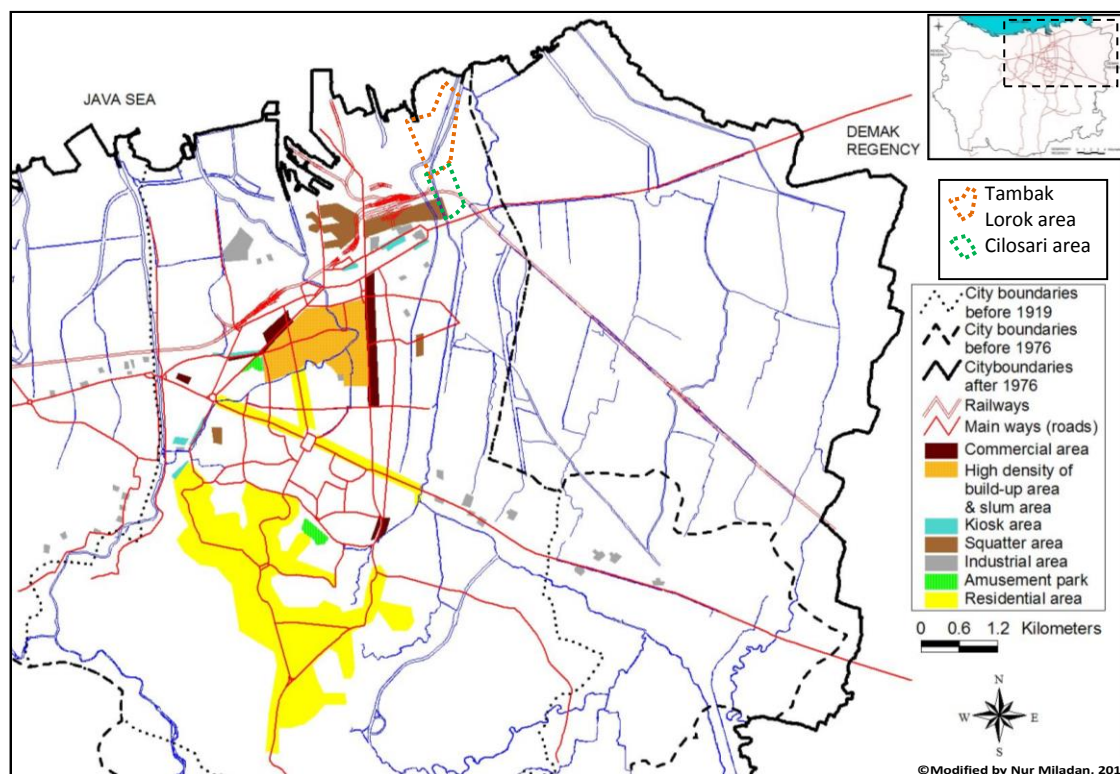 JAVA SEA
DEMAK
REGENCY
Tambak
Lorok area
Cilosari area
City boundaries
before 1919
City boundaries
before 1976
Cityboundaries
after 1976
Railways
Main ways (roads)
Commercial area
High density of
build-up area
& slum area
Kiosk area
Squatter area
Industrial area
Amusement park
Residential area
0 0.6 1.2 Kilometers
N
W E
S
©Modified by Nur Miladan, 201